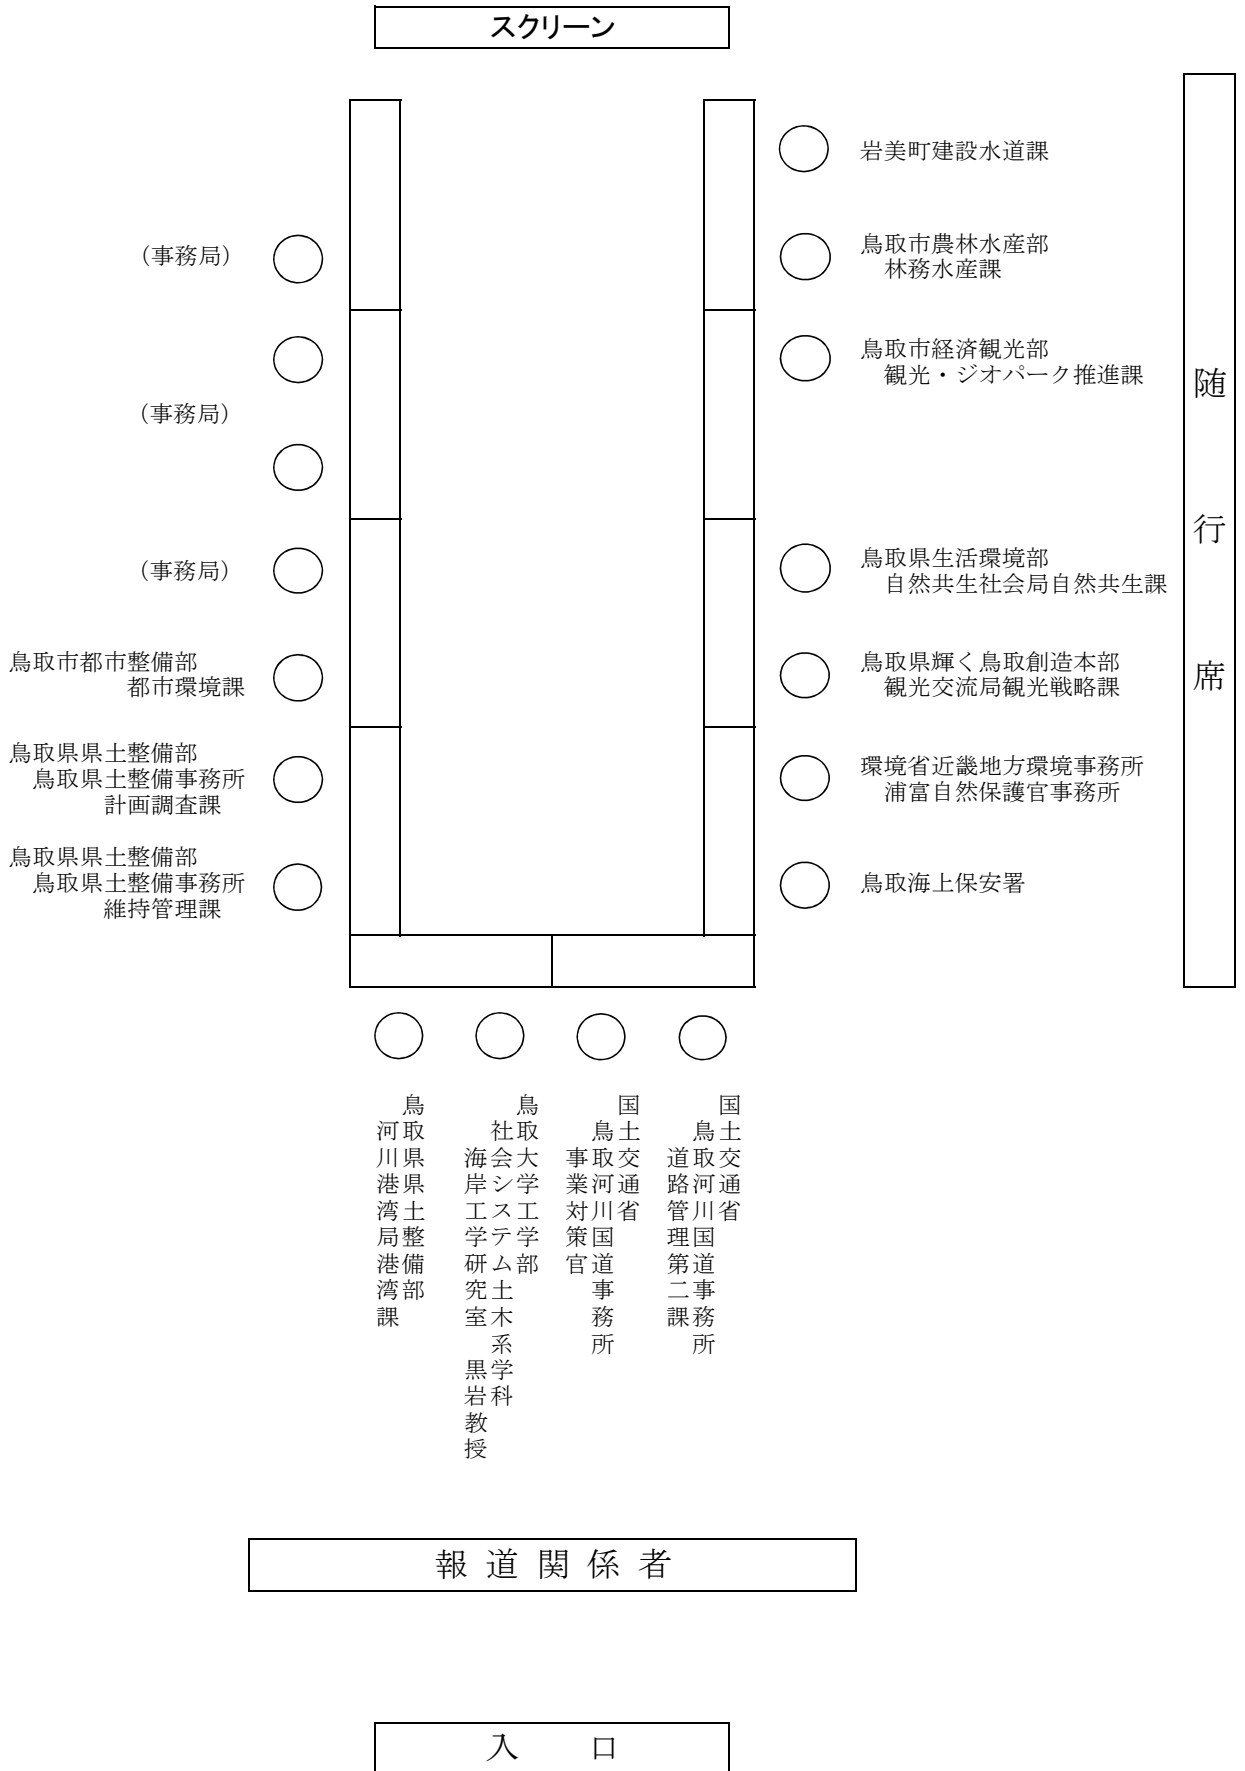 スクリーン
岩美町建設水道課
(事務局)
鳥取市農林水産部
林務水産課
鳥取市経済観光部
観光・ジオパーク推進課
(事務局)
(事務局)
鳥取県生活環境部
自然共生社会局自然共生課
鳥取市都市整備部
都市環境課
鳥取県輝く鳥取創造本部
観光交流局観光戦略課
鳥取県県土整備部
鳥取県土整備事務所
計画調査課
環境省近畿地方環境事務所
浦富自然保護官事務所
鳥取県県土整備部
鳥取県土整備事務所
維持管理課
鳥取海上保安署
随行席
鳥取県県土整備部
河川港湾局港湾課
鳥取大学工学部
社会システム土木系学科
海岸工学研究室 黒岩教授
国土交通省
鳥取河川国道事務所
事業対策官
国土交通省
鳥取河川国道事務所
道路管理第二課
報道関係者
入 口